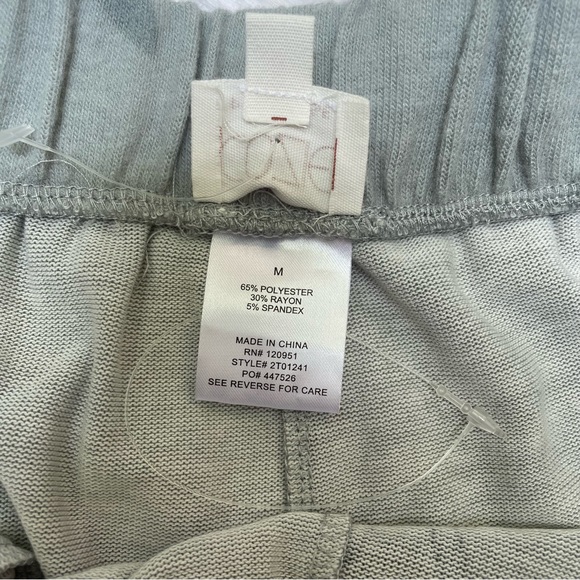 M
65% POLYESTER
30% RAYON
5% SPANDEX
MADE IN CHINA
RN# 120951
STYLE# 2T01241
PO# 447526
SEE REVERSE FOR CARE